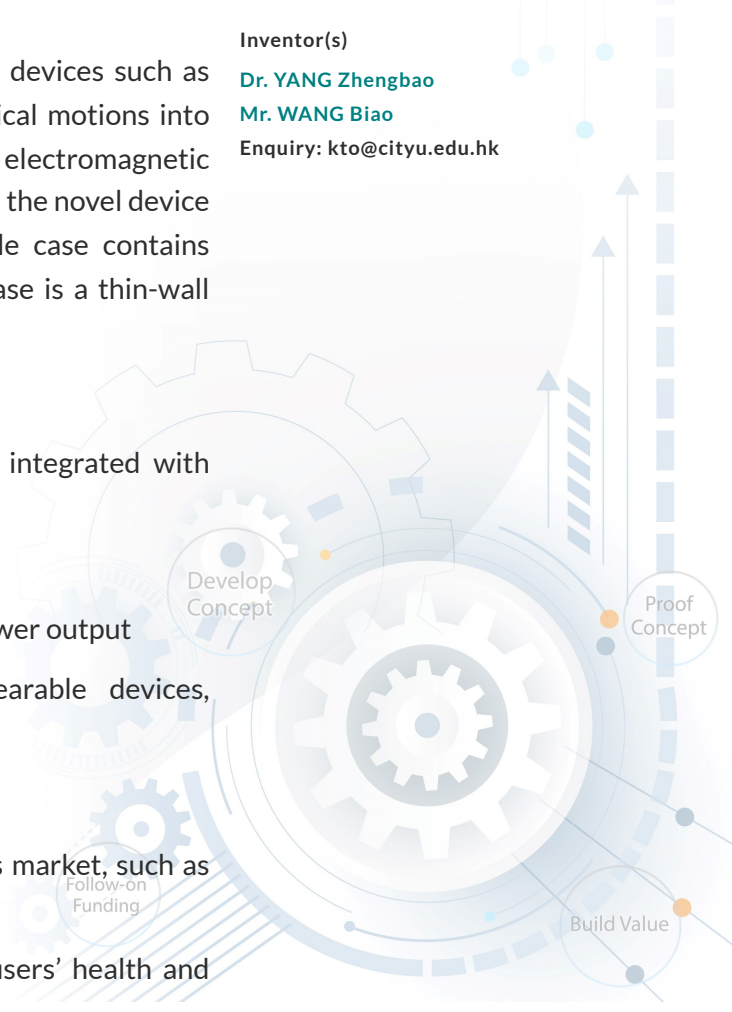 Inventor(s)
Dr. YANG Zhengbao
Mr. WANG Biao
Enquiry: kto@cityu.edu.hk
devices such as
ical motions into
electromagnetic
the novel device
le case contains
ase is a thin-wall
integrated with
wer output
earable devices,
s market, such as
users’ health and
Develop
Concept
Proof
Concept
Follow-on
Funding
Build Value